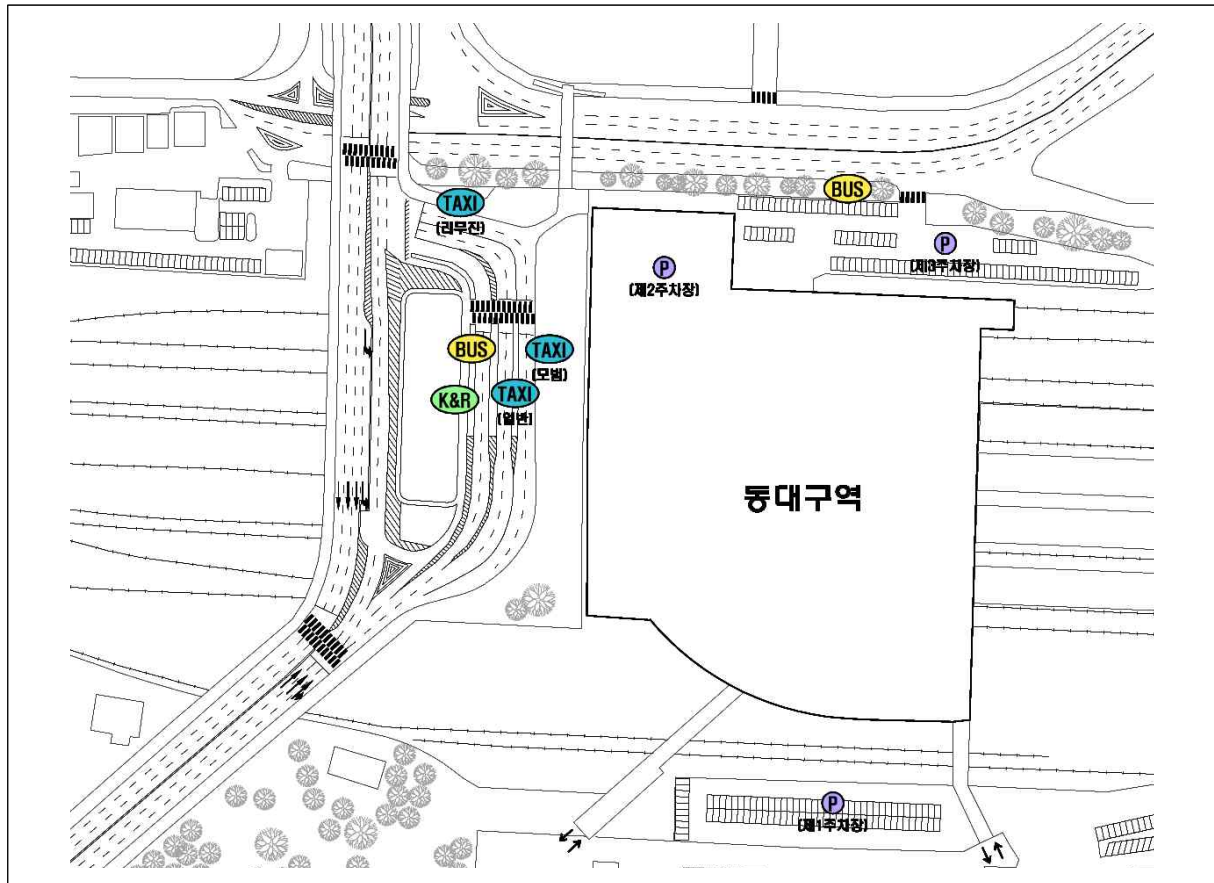 BUS
TAXI
(리무진)
P
(제3주차장)
P
(제2주차장)
BUS
TAXI
(모범)
K&R
TAXI
(일반)
동대구역
P
(제1주차장)